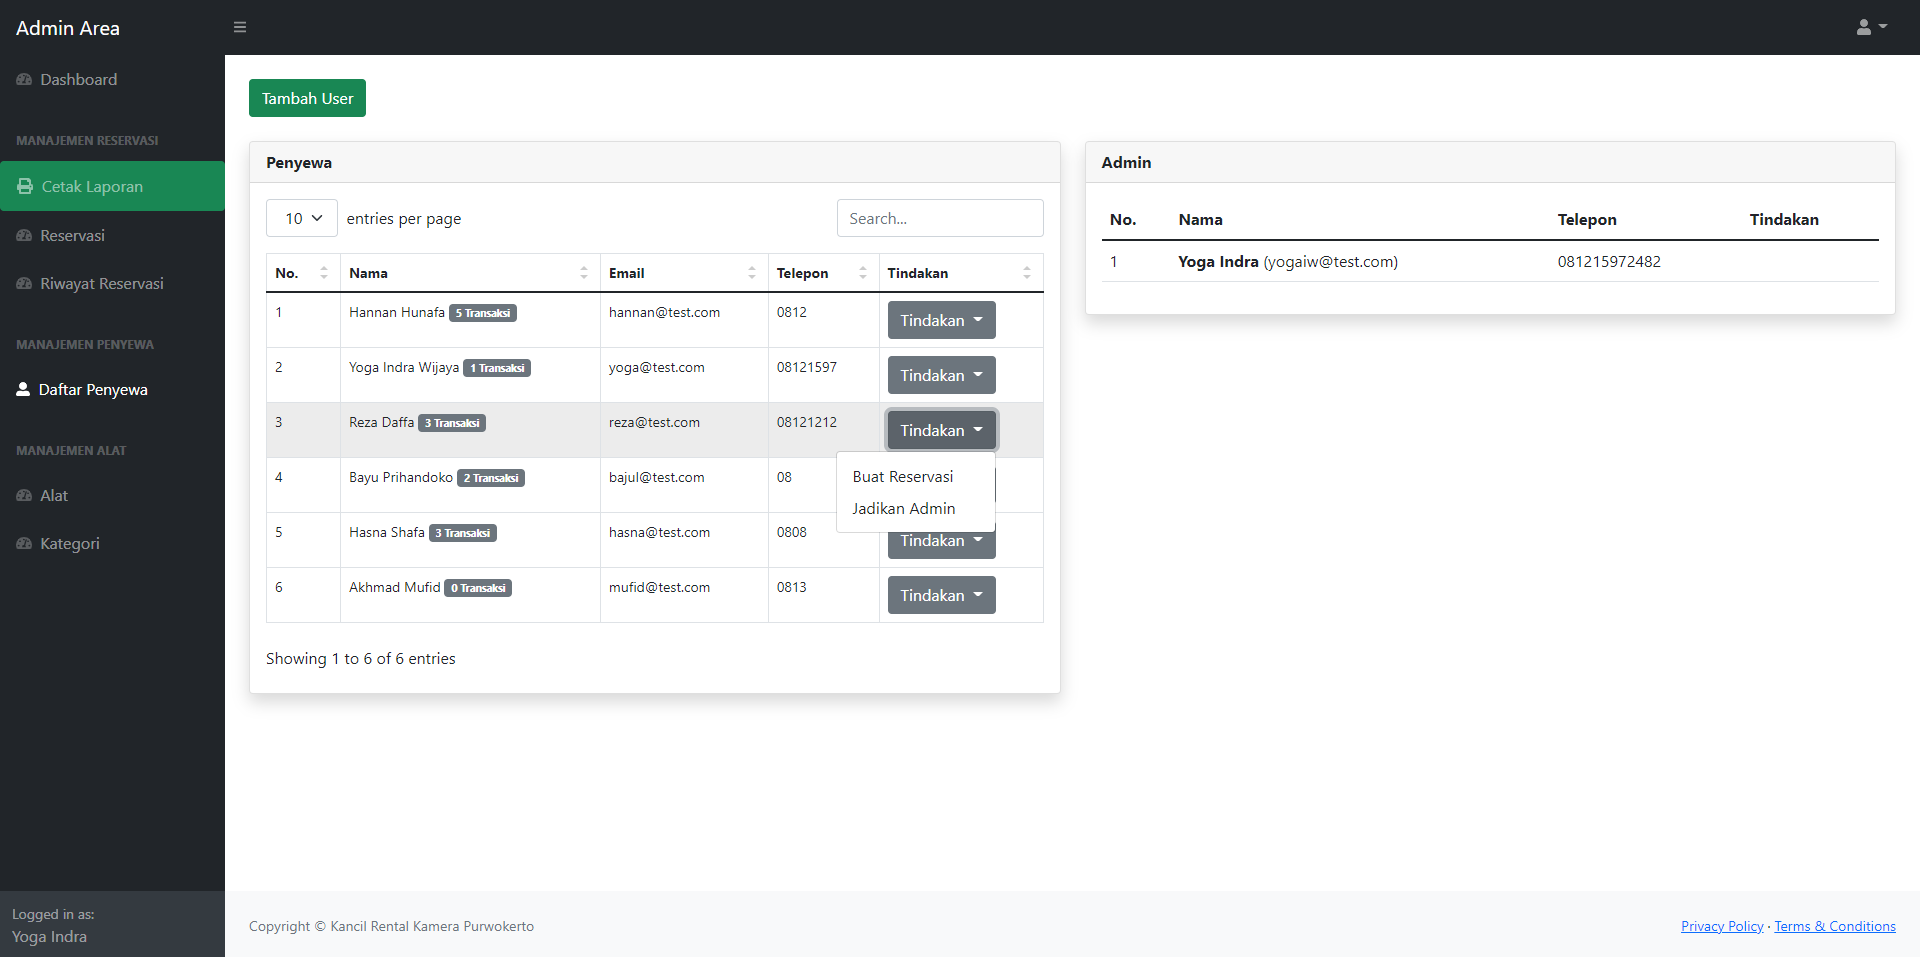 Admin Area
Dashboard
MANAJEMEN RESERVASI
Cetak Laporan
Reservasi
Riwayat Reservasi
MANAJEMEN PENYEWA
Daftar Penyewa
MANAJEMEN ALAT
Alat
Kategori
Logged in as:
Yoga Indra
Tambah User
Penyewa
10 entries per page Search...
No. Nama Email Telepon Tindakan
1 Hannan Hunafa 5 Transaksi hannan@test.com 0812 Tindakan
2 Yoga Indra Wijaya 1 Transaksi yoga@test.com 08121597 Tindakan
3 Reza Daffa 3 Transaksi reza@test.com 08121212 Tindakan
4 Bayu Prihandoko 2 Transaksi bajul@test.com 08
Buat Reservasi
Jadikan Admin
5 Hasna Shafa 3 Transaksi hasna@test.com 0808 Tindakan
6 Akhmad Mufid 0 Transaksi mufid@test.com 0813 Tindakan
Showing 1 to 6 of 6 entries
Admin
No. Nama Telepon Tindakan
1 Yoga Indra (yogaiw@test.com) 081215972482
Copyright © Kancil Rental Kamera Purwokerto
Privacy Policy · Terms & Conditions